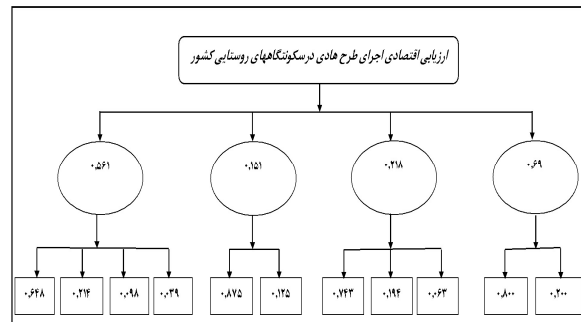 ارزیابی اقتصادی اجرای طرح هادی درسکونتگاههای روستایی کشور
۰,۵۶۱ ۰,۱۵۱ ۰,۲۱۸ ۰,۶۹
۰,۶۴۸ ۰,۲۱۴ ۰,۰۹۸ ۰,۰۳۹ ۰,۸۷۵ ۰,۱۲۵ ۰,۷۴۳ ۰,۱۹۴ ۰,۰۶۳ ۰,۸۰۰ ۰,۲۰۰